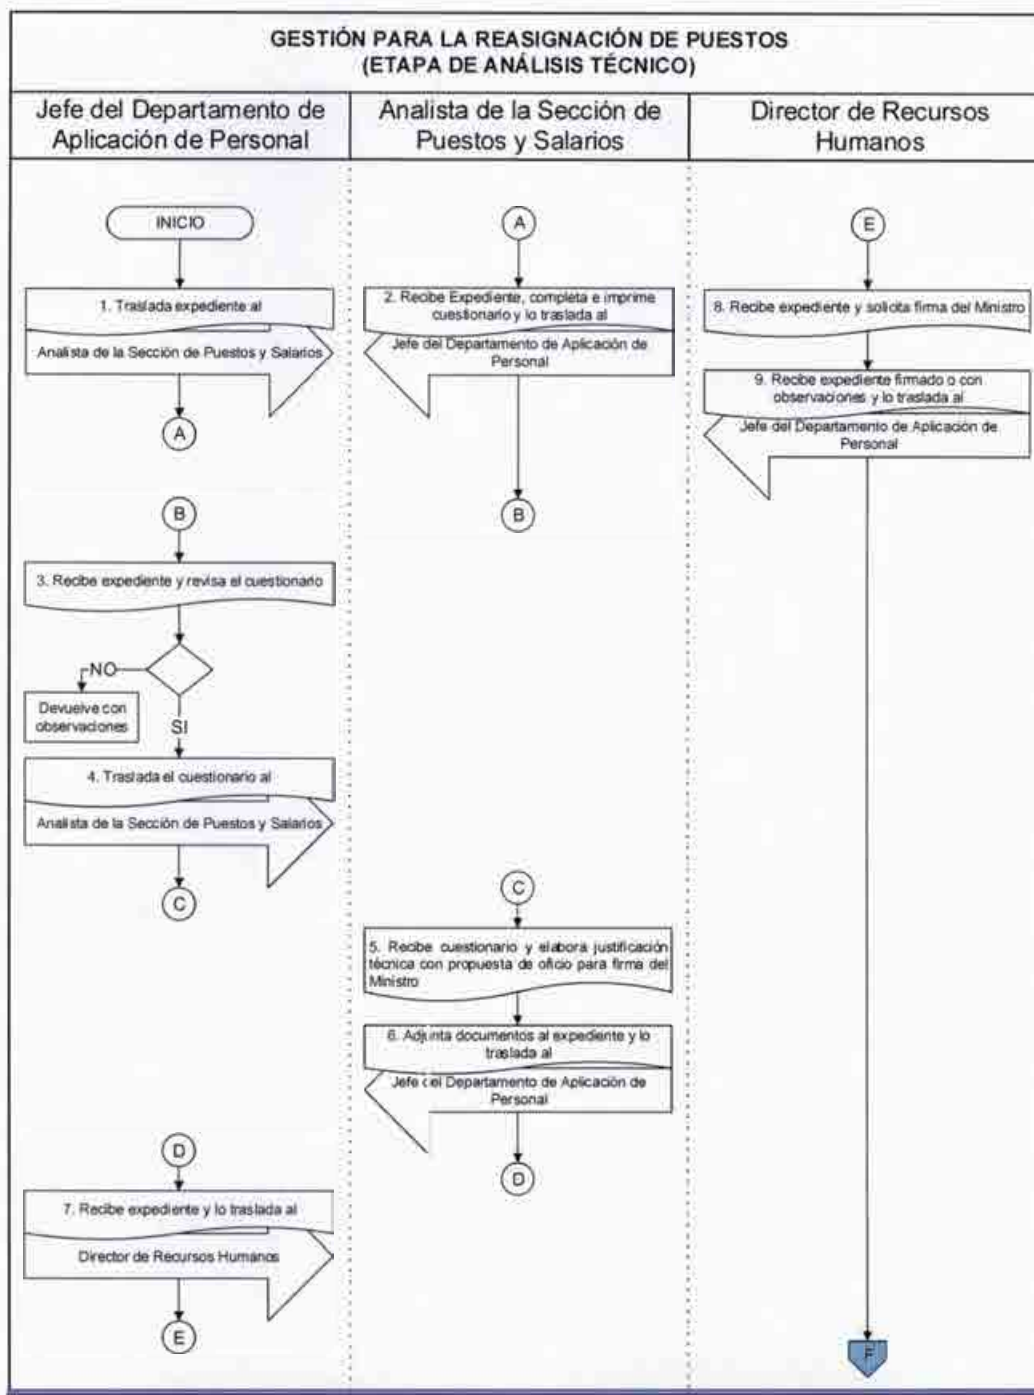 GESTIÓN PARA LA REASIGNACIÓN DE PUESTOS
(ETAPA DE ANÁLISIS TÉCNICO)
Jefe del Departamento de
Aplicación de Personal
Analista de la Sección de
Puestos y Salarios
Director de Recursos
Humanos
INICIO
1. Traslada expediente al
Analista de la Sección de Puestos y Salarios
A
B
3. Recibe expediente y revisa el cuestionario
NO
Devuelve con
observaciones
SI
4. Traslada el cuestionario al
Analista de la Sección de Puestos y Salarios
C
D
7. Recibe expediente y lo traslada al
Director de Recursos Humanos
E
A
2. Recibe Expediente, completa e imprime
cuestionario y lo traslada al
Jefe del Departamento de Aplicación de
Personal
B
C
5. Recibe cuestionario y elabora justificación
técnica con propuesta de oficio para firma del
Ministro
6. Adjunta documentos al expediente y lo
traslada al
Jefe del Departamento de Aplicación de
Personal
D
E
8. Recibe expediente y solicita firma del Ministro
9. Recibe expediente firmado o con
observaciones y lo traslada al
Jefe del Departamento de Aplicación de
Personal
F